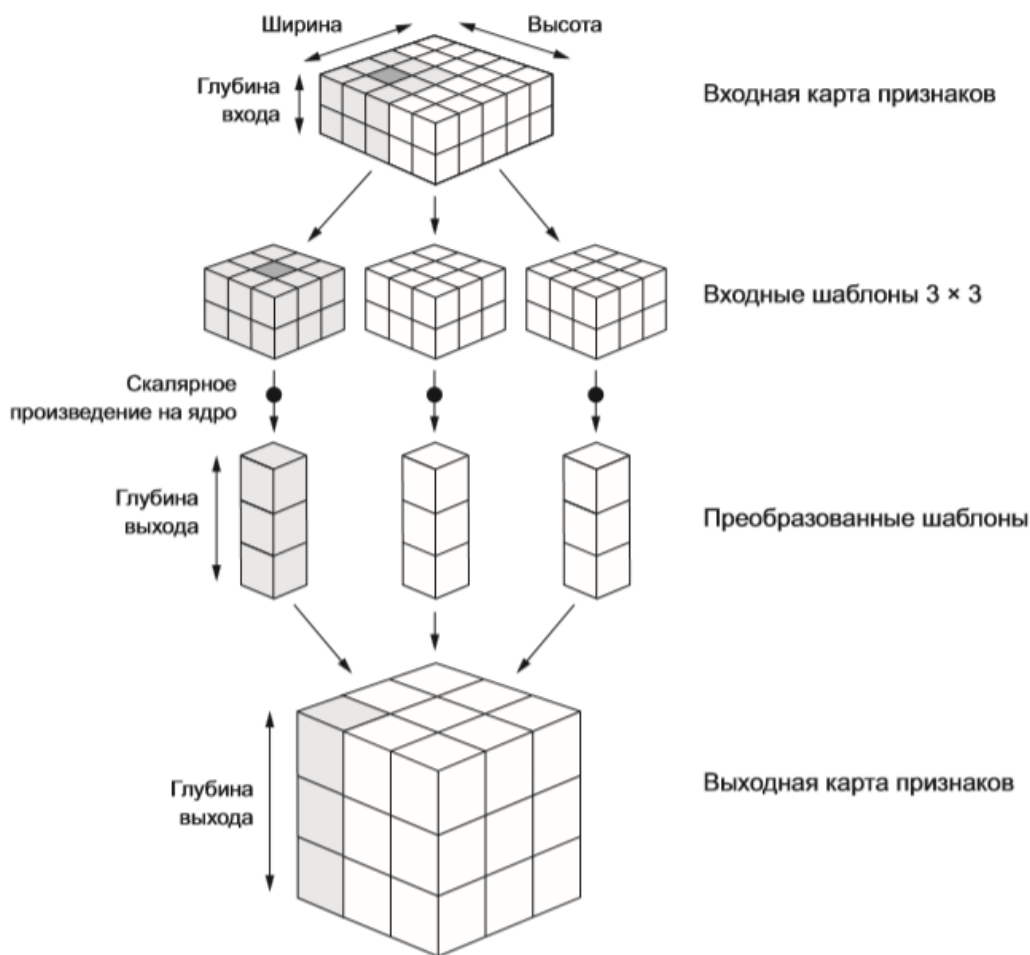 Ширина
Высота
Глубина
входа
Входная карта признаков
Входные шаблоны 3 × 3
Скалярное
произведение на ядро
Глубина
выхода
Преобразованные шаблоны
Глубина
выхода
Выходная карта признаков